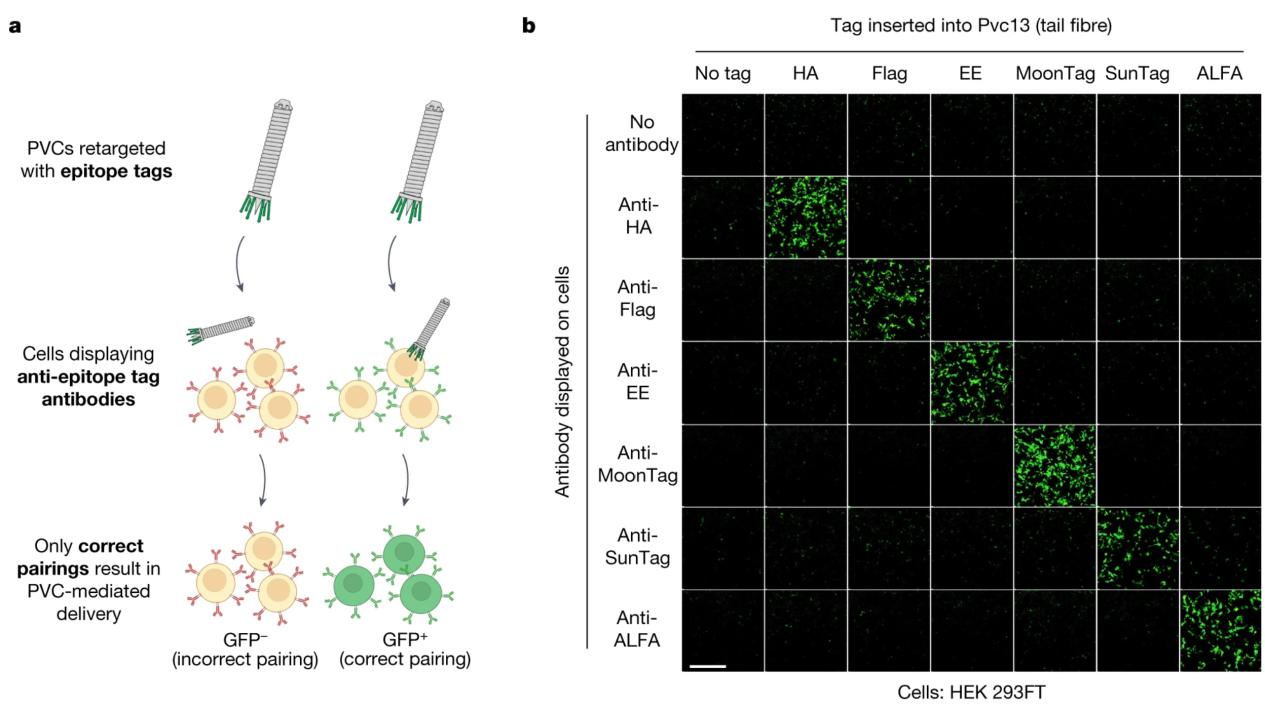 a
PVCs retargeted
with epitope tags
Cells displaying
anti-epitope tag
antibodies
Only correct
pairings result in
PVC-mediated
delivery
GFP⁻
(incorrect pairing)
GFP⁺
(correct pairing)
b
Tag inserted into Pvc13 (tail fibre)
No tag HA Flag EE MoonTag SunTag ALFA
Antibody displayed on cells
No
antibody
Anti-
HA
Anti-
Flag
Anti-
EE
Anti-
MoonTag
Anti-
SunTag
Anti-
ALFA
Cells: HEK 293FT